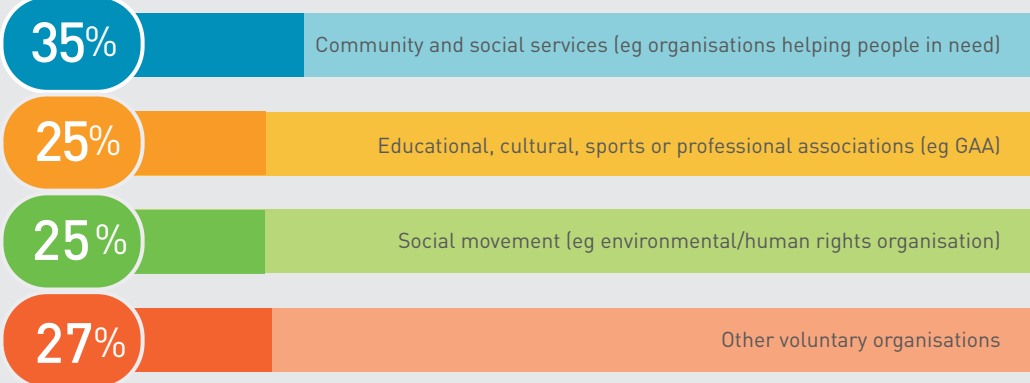 35% Community and social services (eg organisations helping people in need)
25% Educational, cultural, sports or professional associations (eg GAA)
25% Social movement (eg environmental/human rights organisation)
27% Other voluntary organisations